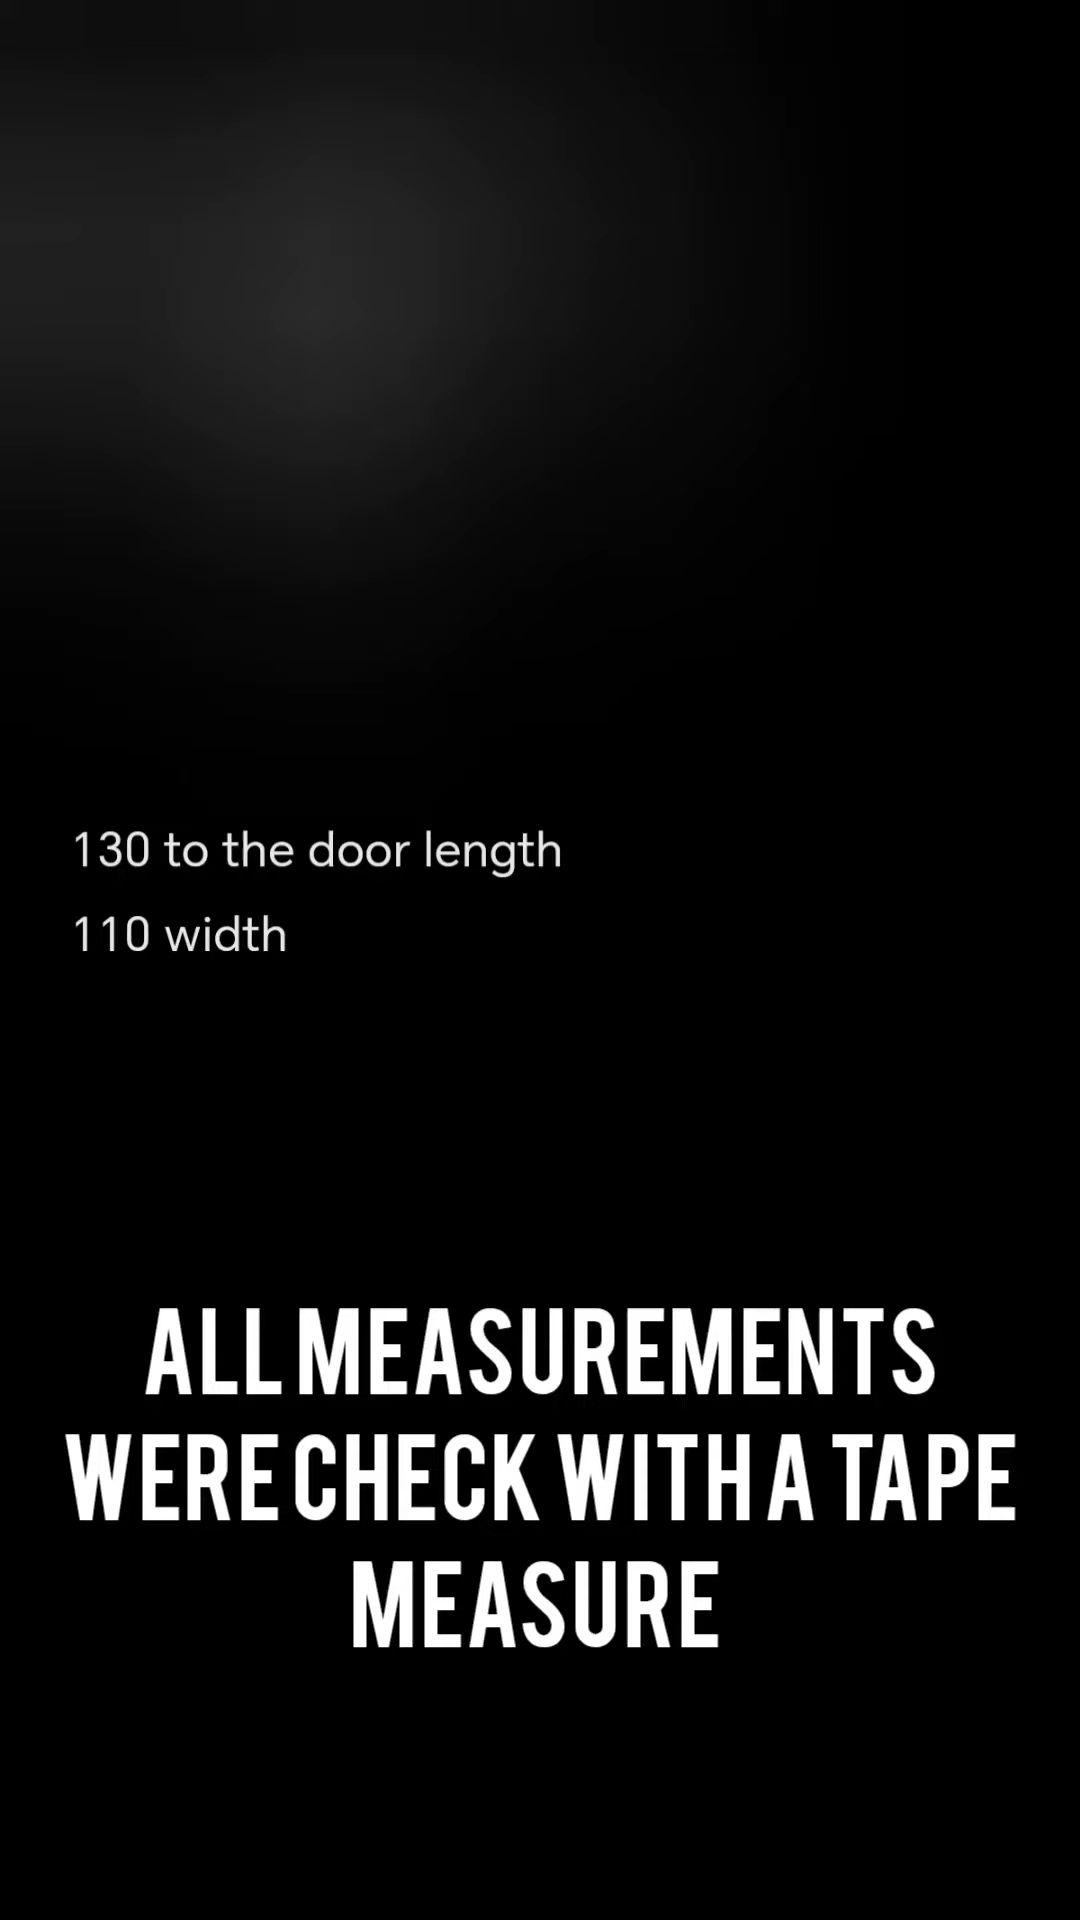 130 to the door length
110 width
ALL MEASUREMENTS
WERE CHECK WITH A TAPE
MEASURE